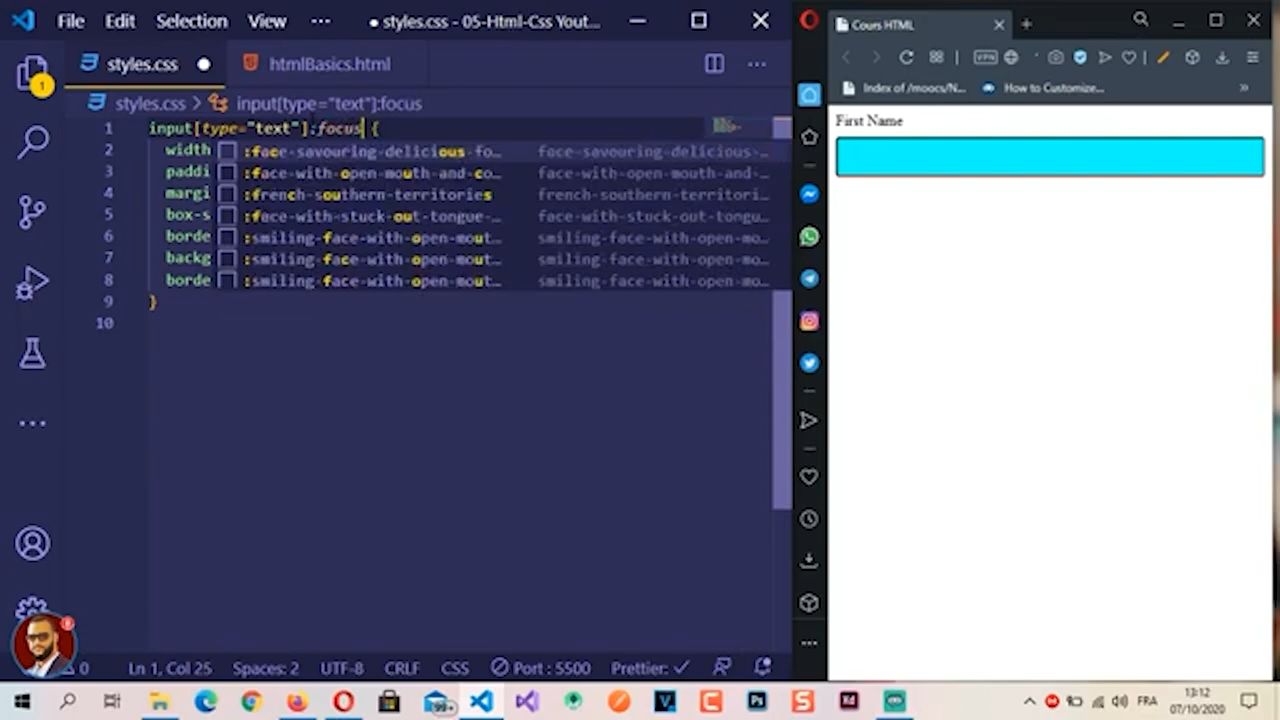 File Edit Selection View ··· ● styles.css - 05-Html-Css Yout...
styles.css ● htmlBasics.html
styles.css > input[type="text"]:focus
1 input[type="text"]:focus {
2 width :face-savouring-delicious-fo... face-savouring-delicious-...
3 paddi :face-with-open-mouth-and-co... face-with-open-mouth-and-...
4 margi :french-southern-territories french-southern-territori...
5 box-s :face-with-stuck-out-tongue-... face-with-stuck-out-tongu...
6 borde :smiling-face-with-open-mout... smiling-face-with-open-mo...
7 backg :smiling-face-with-open-mout... smiling-face-with-open-mo...
8 borde :smiling-face-with-open-mout... smiling-face-with-open-mo...
9 }
10
1
0 Ln 1, Col 25 Spaces: 2 UTF-8 CRLF CSS Port : 5500 Prettier: ✓
Cours HTML
VPN
Index of /moocs/N... How to Customize... »
First Name
99+
FRA
13:12
07/10/2020